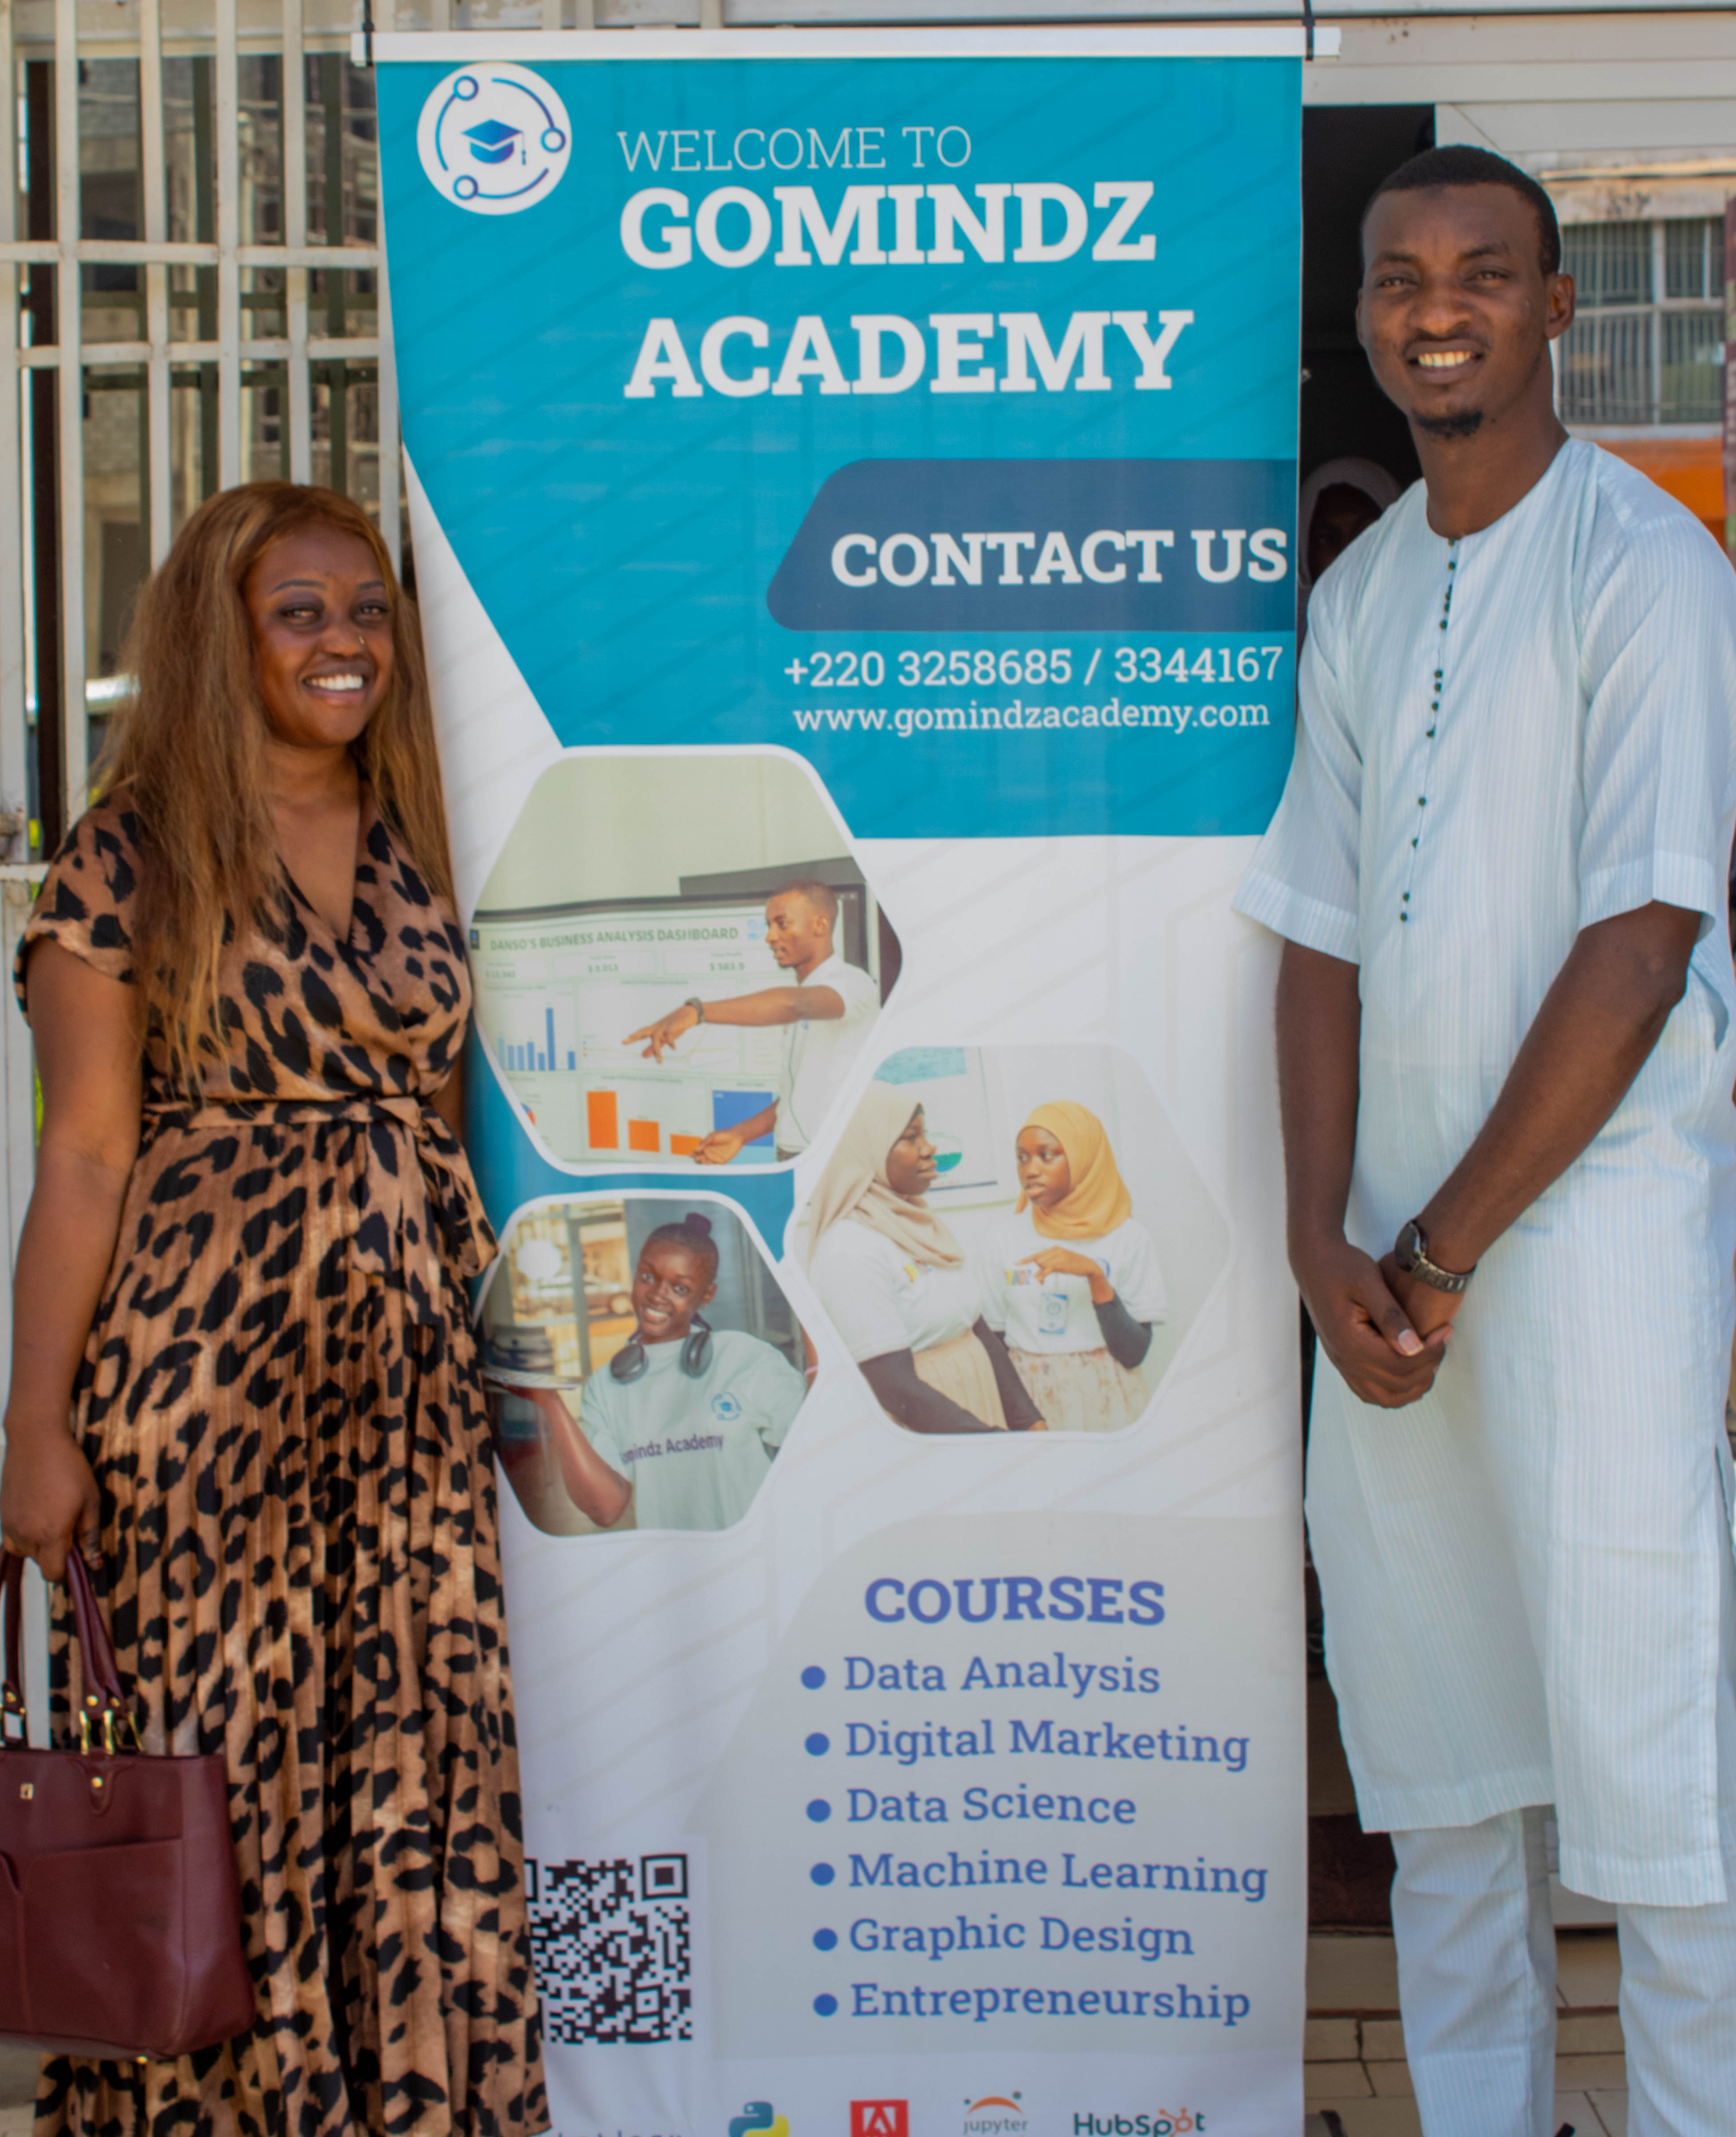 WELCOME TO
GOMINDZ
ACADEMY
CONTACT US
+220 3258685 / 3344167
www.gomindzacademy.com
DANSO'S BUSINESS ANALYSIS DASHBOARD
Academy
COURSES
● Data Analysis
● Digital Marketing
● Data Science
● Machine Learning
● Graphic Design
● Entrepreneurship
jupyter
HubSpot